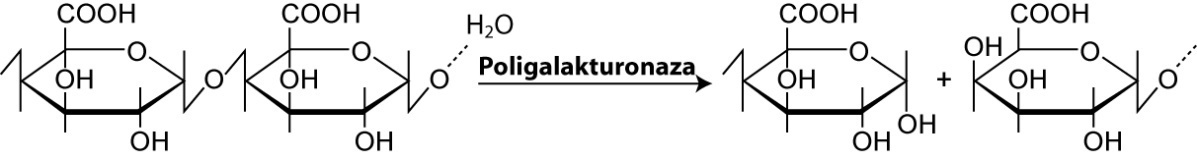 COOH COOH COOH COOH
H₂O
O O O O
OH OH OH OH OH
O O Poligalakturonaza + O
OH OH OH OH OH